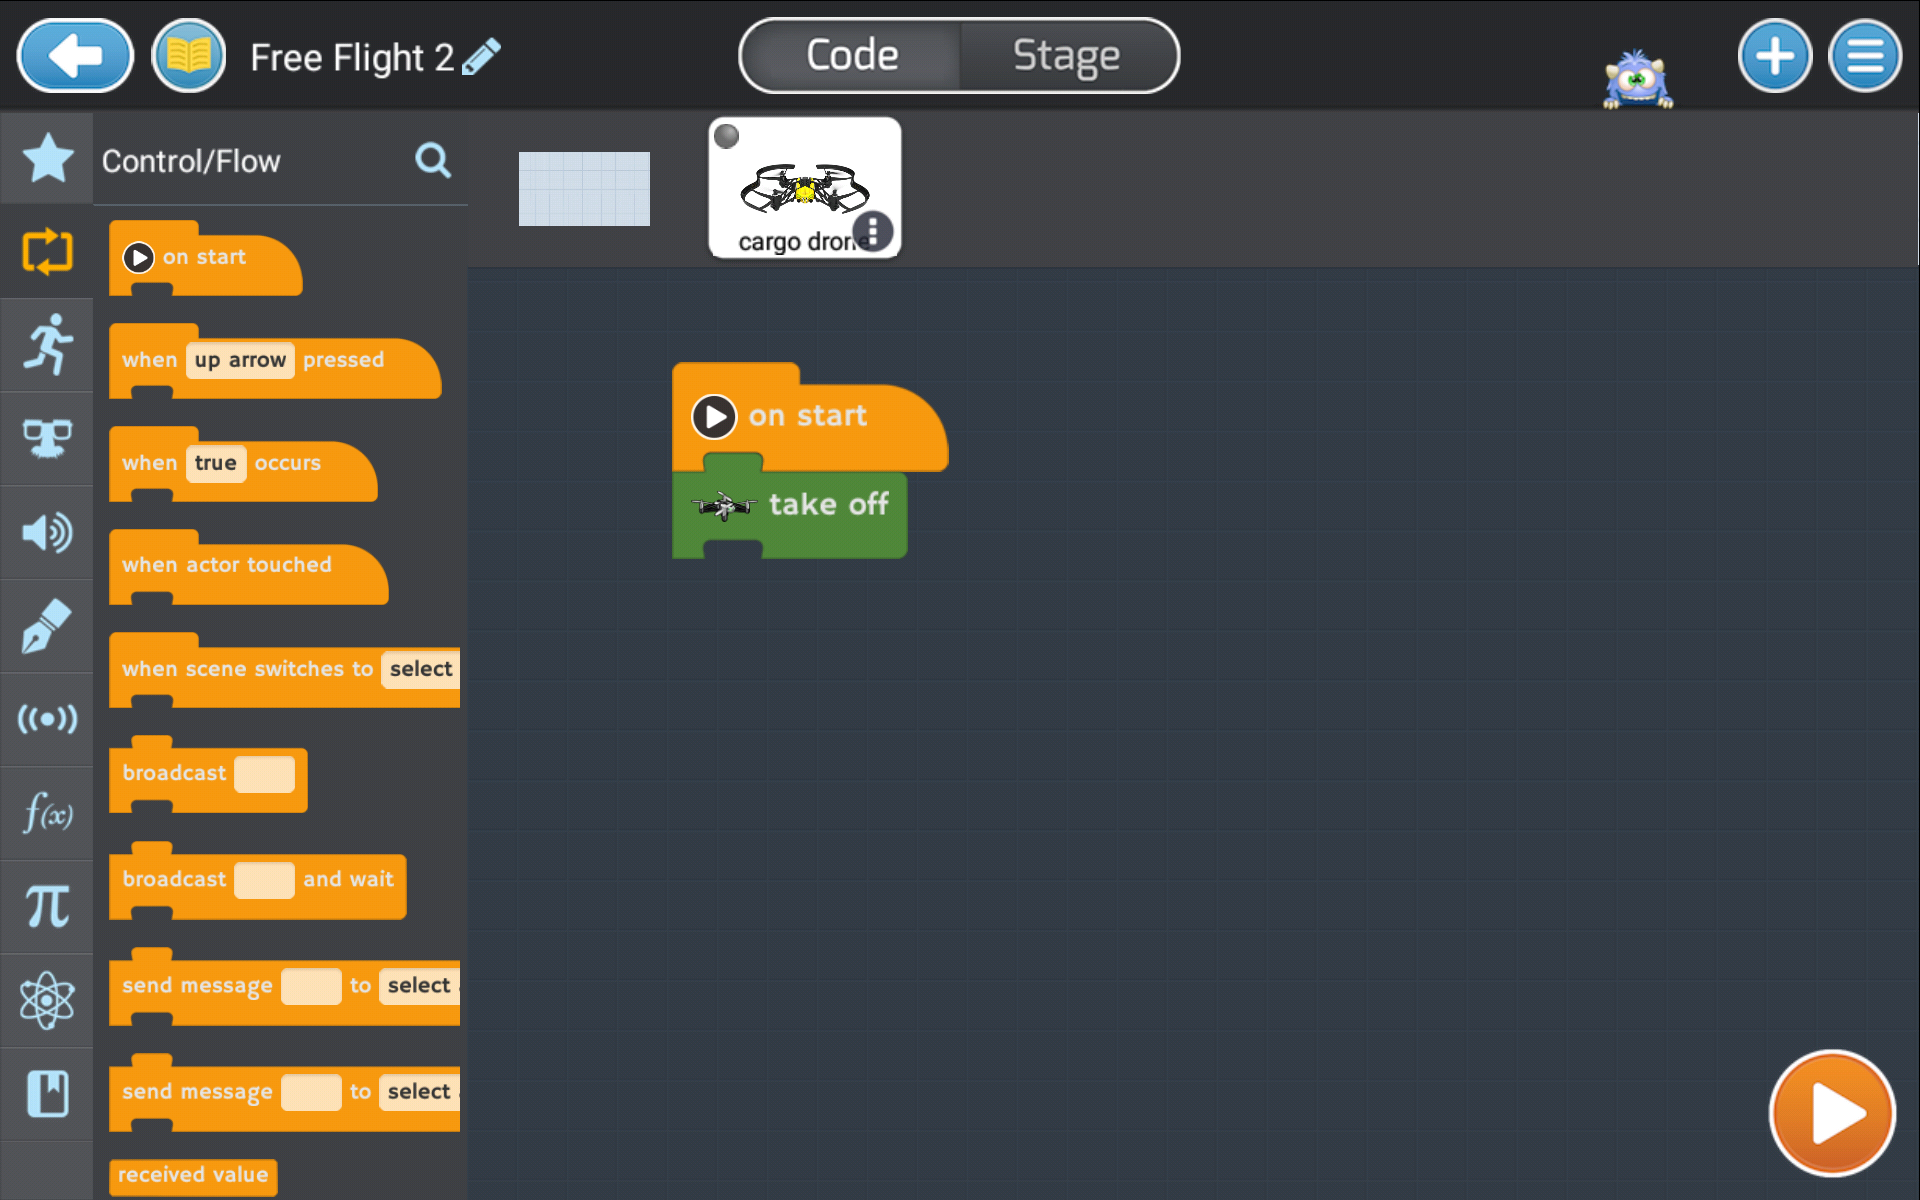 Free Flight 2
Code
Stage
Control/Flow
cargo drone
on start
when up arrow pressed
when true occurs
when actor touched
when scene switches to select
broadcast
broadcast and wait
send message to select
send message to select
received value
on start
take off
f(x)
π